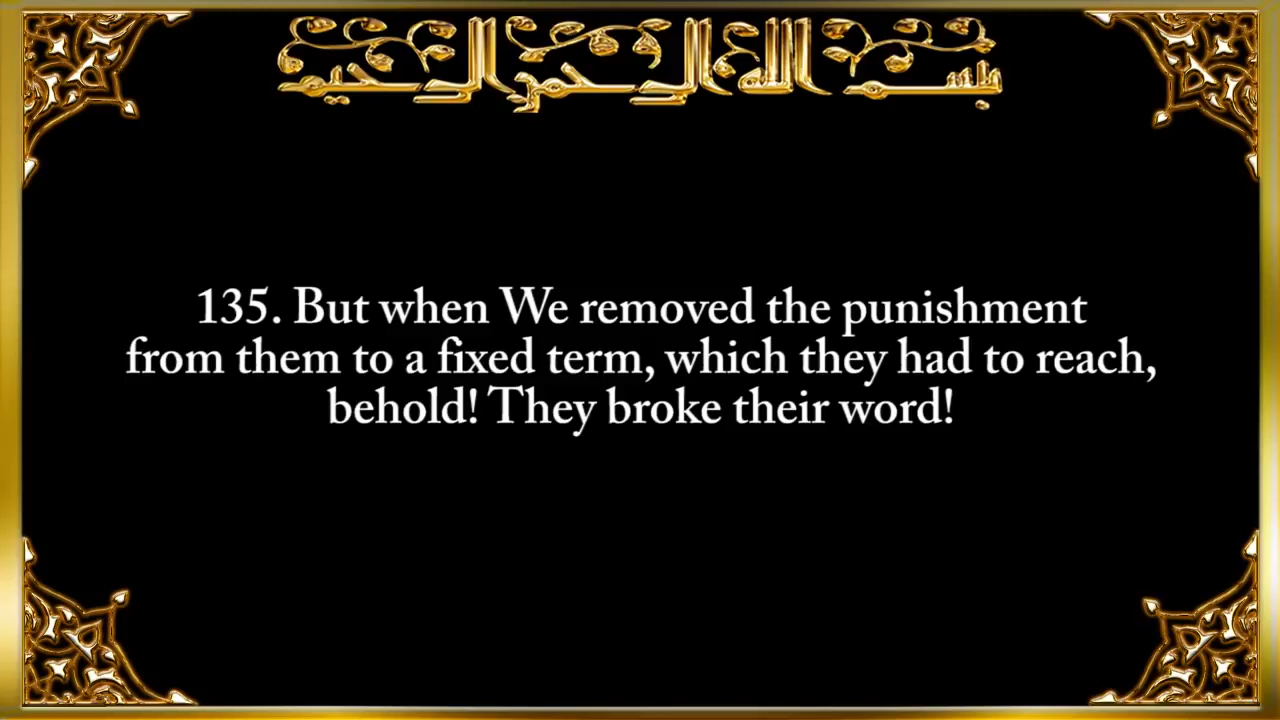 بسم الله الرحمن الرحيم
135. But when We removed the punishment
from them to a fixed term, which they had to reach,
behold! They broke their word!